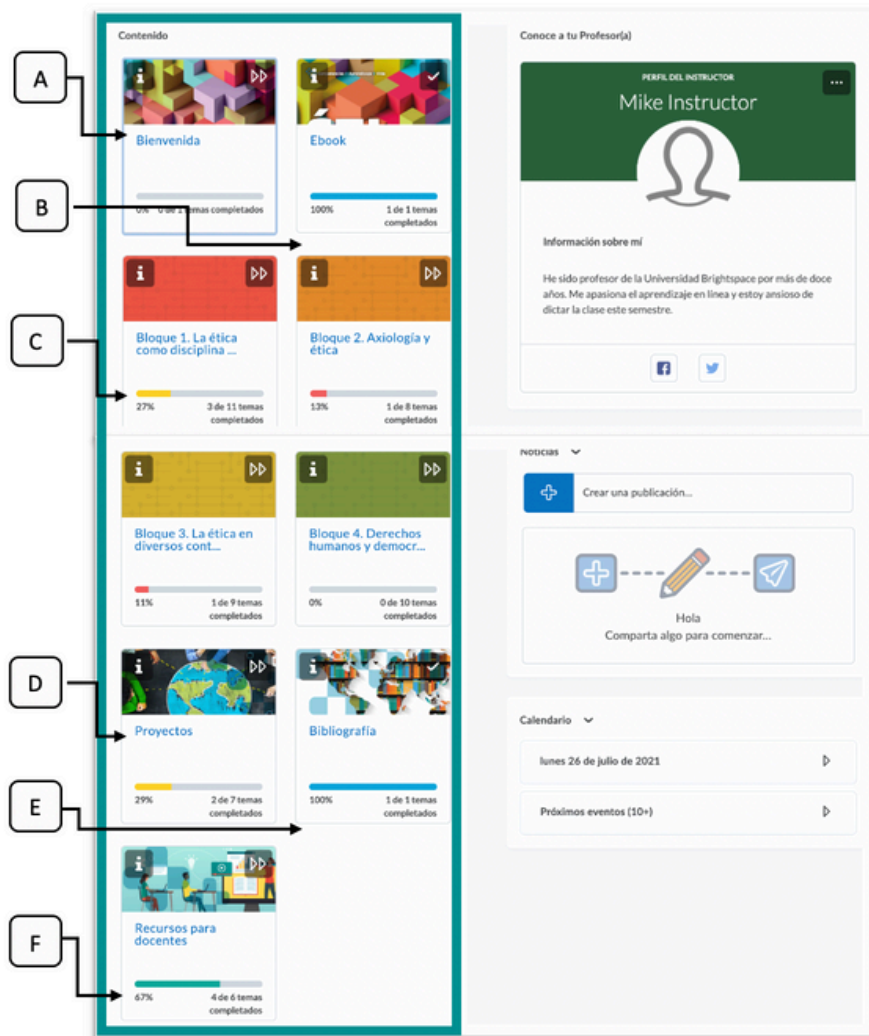 Contenido
A
Bienvenida
0% 0 de 1 temas completados
Ebook
100% 1 de 1 temas
completados
B
C
Bloque 1. La ética
como disciplina ...
27% 3 de 11 temas
completados
Bloque 2. Axiología y
ética
13% 1 de 8 temas
completados
Bloque 3. La ética en
diversos cont...
11% 1 de 9 temas
completados
Bloque 4. Derechos
humanos y democr...
0% 0 de 10 temas
completados
D
Proyectos
29% 2 de 7 temas
completados
Bibliografía
100% 1 de 1 temas
completados
E
F
Recursos para
docentes
67% 4 de 6 temas
completados
Conoce a tu Profesor(a)
PERFIL DEL INSTRUCTOR
Mike Instructor
Información sobre mí
He sido profesor de la Universidad Brightspace por más de doce
años. Me apasiona el aprendizaje en línea y estoy ansioso de
dictar la clase este semestre.
Noticias
Crear una publicación...
Hola
Comparta algo para comenzar...
Calendario
lunes 26 de julio de 2021
Próximos eventos (10+)